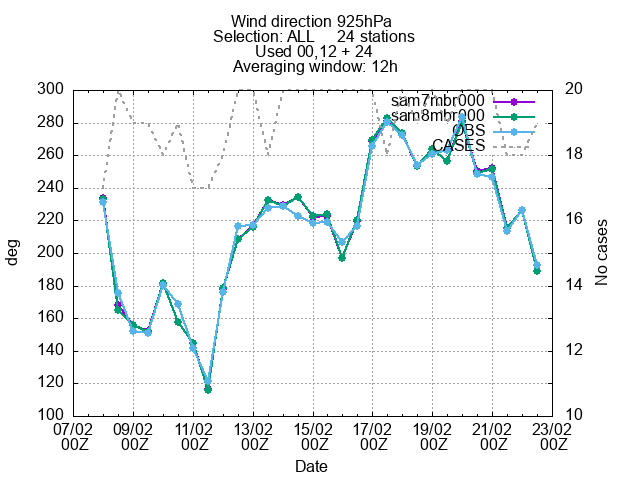 Wind direction 925hPa
Selection: ALL 24 stations
Used 00,12 + 24
Averaging window: 12h
300 20
sam7mbr000
280 sam8mbr000
OBS
CASES
260 18
240
220 16
200
180 14
160
140 12
120
100 10
deg
No cases
07/02 09/02 11/02 13/02 15/02 17/02 19/02 21/02 23/02
00Z 00Z 00Z 00Z 00Z 00Z 00Z 00Z 00Z
Date